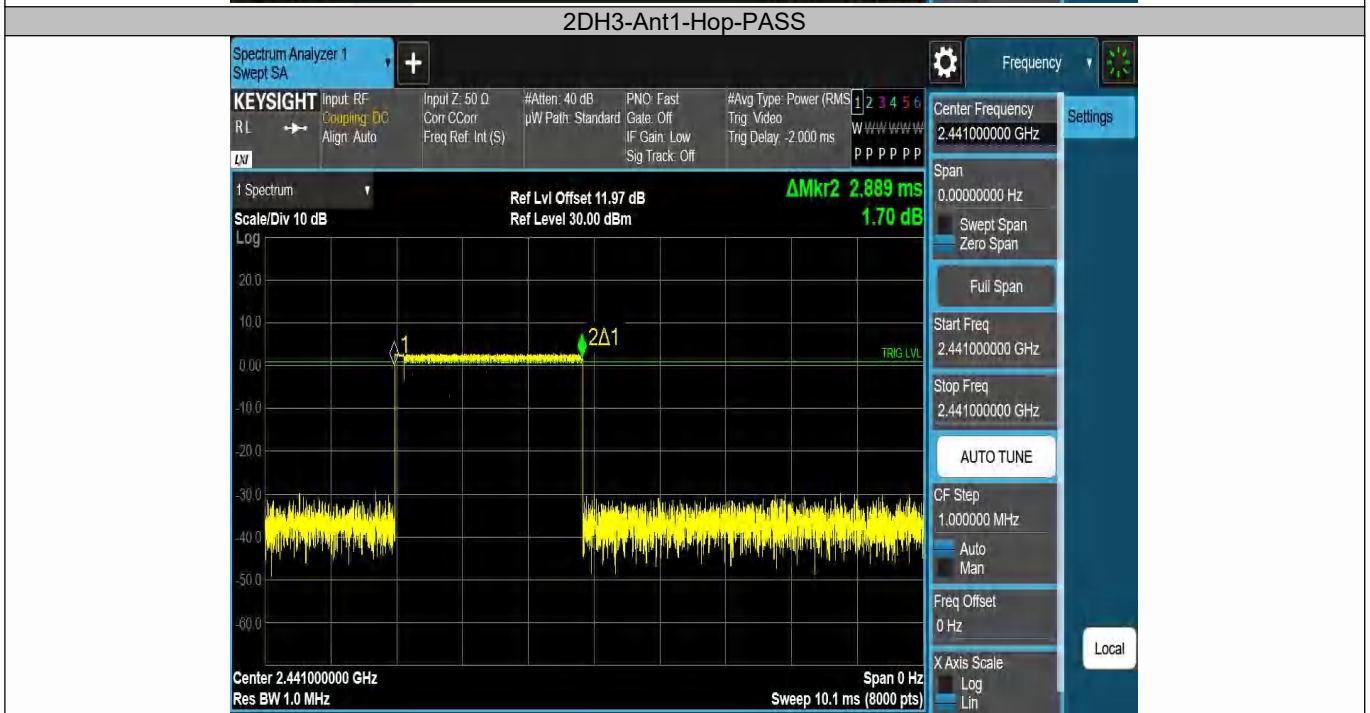 2DH3-Ant1-Hop-PASS
Spectrum Analyzer 1
Swept SA
+
Frequency
KEYSIGHT
RL
LXI
Input: RF
Coupling: DC
Align: Auto
Input Z: 50 Ω
Corr CCorr
Freq Ref: Int (S)
#Atten: 40 dB
µW Path: Standard
PNO: Fast
Gate: Off
IF Gain: Low
Sig Track: Off
#Avg Type: Power (RMS
Trig: Video
Trig Delay: -2.000 ms
1 2 3 4 5 6
W W W W W W
P P P P P P
1 Spectrum
Scale/Div 10 dB
Log
Ref Lvl Offset 11.97 dB
Ref Level 30.00 dBm
ΔMkr2 2.889 ms
1.70 dB
20.0
10.0
0.00
-10.0
-20.0
-30.0
-40.0
-50.0
-60.0
1
2Δ1
TRIG LVL
Center 2.441000000 GHz
Res BW 1.0 MHz
Span 0 Hz
Sweep 10.1 ms (8000 pts)
Center Frequency
2.441000000 GHz
Settings
Span
0.00000000 Hz
Swept Span
Zero Span
Full Span
Start Freq
2.441000000 GHz
Stop Freq
2.441000000 GHz
AUTO TUNE
CF Step
1.000000 MHz
Auto
Man
Freq Offset
0 Hz
X Axis Scale
Log
Lin
Local